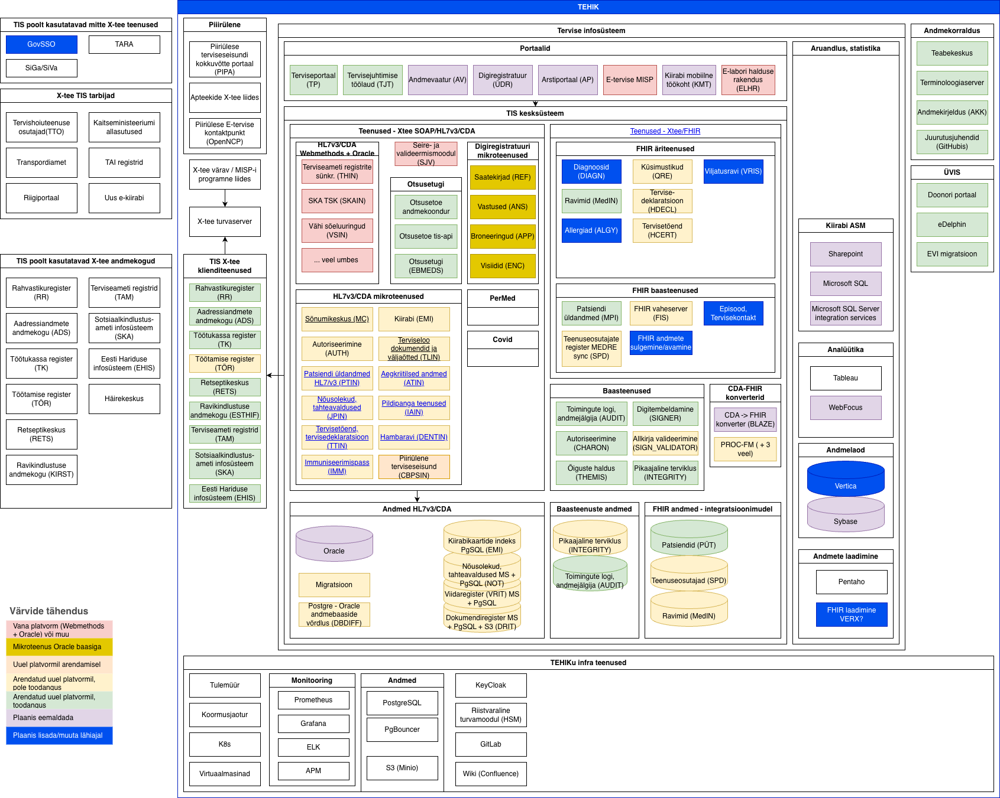 TEHIK
TIS poolt kasutatavad mitte X-tee teenused
GovSSO
TARA
SiGa/SiVa
X-tee TIS tarbijad
Tervishoiuteenuse
osutajad(TTO)
Kaitseministeeriumi
allasutused
Transpordiamet
TAI registrid
Riigiportaal
Uus e-kiirabi
TIS poolt kasutatavad X-tee andmekogud
Rahvastikuregister
(RR)
Terviseameti registrid
(TAM)
Aadressiandmete
andmekogu (ADS)
Sotsiaalkindlustus-
ameti infosüsteem
(SKA)
Töötukassa register
(TK)
Eesti Hariduse
infosüsteem (EHIS)
Töötamise register
(TÖR)
Häirekeskus
Retseptikeskus
(RETS)
Ravikindlustuse
andmekogu (KIRST)
Värvide tähendus
Vana platvorm (Webmethods
+ Oracle) või muu
Mikroteenus Oracle baasiga
Uuel platvormil arendamisel
Arendatud uuel platvormil,
pole toodangus
Arendatud uuel platvormil,
toodangus
Plaanis eemaldada
Plaanis lisada/muuta lähiajal
Piiirülene
Piiriülese
terviseseisundi
kokkuvõtte portaal
(PIPA)
Apteekide X-tee liides
Piiriülese E-tervise
kontaktpunkt
(OpenNCP)
X-tee värav / MISP-i
programne liides
X-tee turvaserver
TIS X-tee
klienditeenused
Rahvastikuregister
(RR)
Aadressiandmete
andmekogu (ADS)
Töötukassa register
(TK)
Töötamise register
(TÖR)
Retseptikeskus
(RETS)
Ravikindlustuse
andmekogu (ESTHIF)
Terviseameti registrid
(TAM)
Sotsiaalkindlustus-
ameti infosüsteem
(SKA)
Eesti Hariduse
infosüsteem (EHIS)
Tervise infosüsteem
Portaalid
Terviseportaal
(TP)
Tervisejuhtimise
töölaud (TJT)
Andmevaatur (AV)
Digiregistratuur
(ÜDR)
Arstiportaal (AP)
E-tervise MISP
Kiirabi mobiilne
töökoht (KMT)
E-labori halduse
rakendus
(ELHR)
TIS kesksüsteem
Teenused - Xtee SOAP/HL7v3/CDA
HL7v3/CDA
Webmethods + Oracle
Terviseameti registrite
sünkr. (THIN)
SKA TSK (SKAIN)
Vähi sõeluuringud
(VSIN)
... veel umbes
Seire- ja
valideermismoodul
(SJV)
Otsusetugi
Otsusetoe
andmekoondur
Otsusetoe tis-api
Otsusetugi
(EBMEDS)
Digiregistratuuri
mikroteenused
Saatekirjad (REF)
Vastused (ANS)
Broneeringud (APP)
Visiidid (ENC)
HL7v3/CDA mikroteenused
Sõnumikeskus (MC)
Kiirabi (EMI)
Autoriseerimine
(AUTH)
Terviseloo
dokumendid ja
väljaõtted (TLIN)
Patsiendi üldandmed
HL7/v3 (PTIN)
Aegkriitilsed andmed
(ATIN)
Nõusolekud,
tahteavaldused
(JPIN)
Pildipanga teenused
(IAIN)
Tervisetõend,
tervisedeklaratsioon
(TTIN)
Hambaravi (DENTIN)
Immuniseerimispass
(IMM)
Piiriülene
terviseseisund
(CBPSIN)
PerMed
Covid
Teenused - Xtee/FHIR
FHIR äriteenused
Diagnoosid
(DIAGN)
Küsimustikud
(QRE)
Viljatusravi (VRIS)
Ravimid (MedIN)
Tervise-
deklaratsioon
(HDECL)
Allergiad (ALGY)
Tervisetõend
(HCERT)
FHIR baasteenused
Patsiendi
üldandmed (MPI)
FHIR vaheserver
(FIS)
Episood,
Tervisekontakt
Teenuseosutajate
register MEDRE
sync (SPD)
FHIR andmete
sulgemine/avamine
Baasteenused
Toimingute logi,
andmejälgija (AUDIT)
Digitembeldamine
(SIGNER)
Autoriseerimine
(CHARON)
Allkirja valideerimine
(SIGN_VALIDATOR)
Õiguste haldus
(THEMIS)
Pikaajaline terviklus
(INTEGRITY)
CDA-FHIR
konverterid
CDA -> FHIR
konverter (BLAZE)
PROC-FM ( + 3
veel)
Andmed HL7v3/CDA
Oracle
Migratsioon
Postgre - Oracle
andmebaaside
võrdlus (DBDIFF)
Kiirabikaartide indeks
PgSQL (EMI)
Nõusolekud,
tahteavaldused MS +
PgSQL (NOT)
Viidaregister (VRIT) MS
+ PgSQL
Dokumendiregister MS
+ PgSQL + S3 (DRIT)
Baasteenuste andmed
Pikaajaline terviklus
(INTEGRITY)
Toimingute logi,
andmejälgija (AUDIT)
FHIR andmed - integratsioonimudel
Patsiendid (PÜT)
Teenuseosutajad (SPD)
Ravimid (MedIN)
Aruandlus, statistika
Kiirabi ASM
Sharepoint
Microsoft SQL
Microsoft SQL Server
integration services
Analüütika
Tableau
WebFocus
Andmelaod
Vertica
Sybase
Andmete laadimine
Pentaho
FHIR laadimine
VERX?
Andmekorraldus
Teabekeskus
Terminoloogiaserver
Andmekirjeldus (AKK)
Juurutusjuhendid
(GitHubis)
ÜVIS
Doonori portaal
eDelphin
EVI migratsioon
TEHIKu infra teenused
Tulemüür
Koormusjaotur
K8s
Virtuaalmasinad
Monitooring
Prometheus
Grafana
ELK
APM
Andmed
PostgreSQL
PgBouncer
S3 (Minio)
KeyCloak
Riistvaraline
turvamoodul (HSM)
GitLab
Wiki (Confluence)